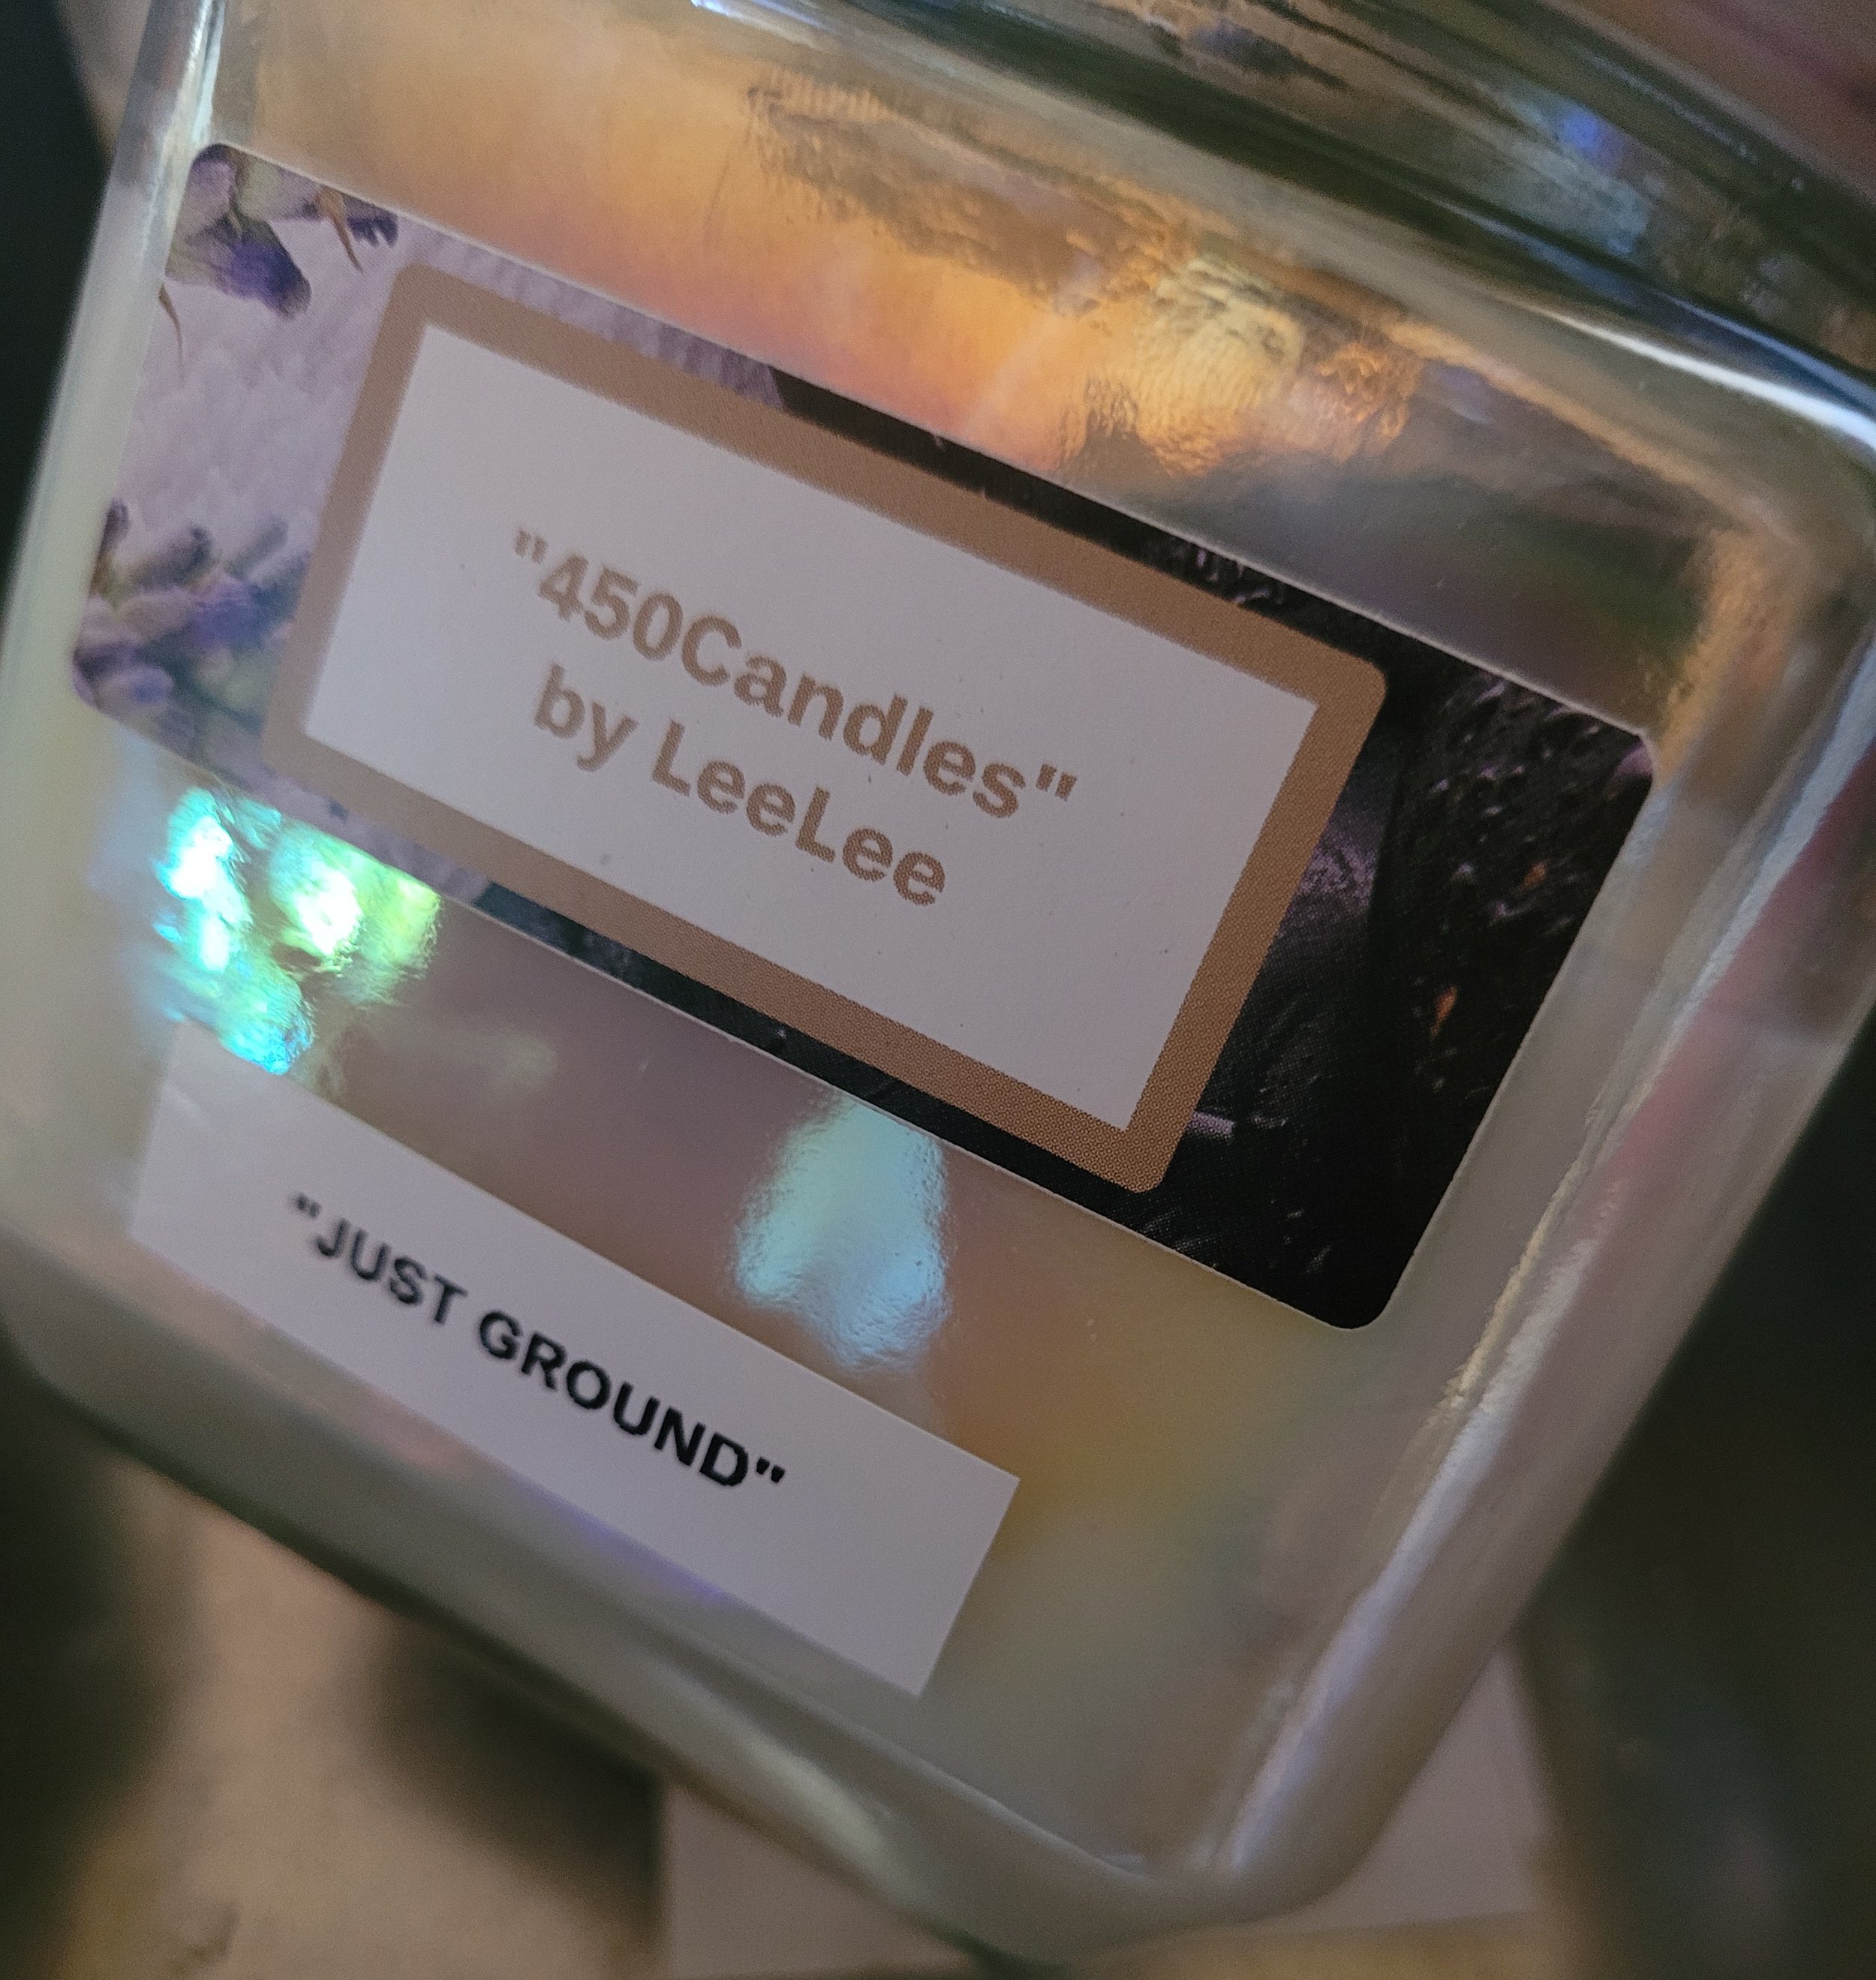 "450Candles"
by LeeLee
"JUST GROUND"